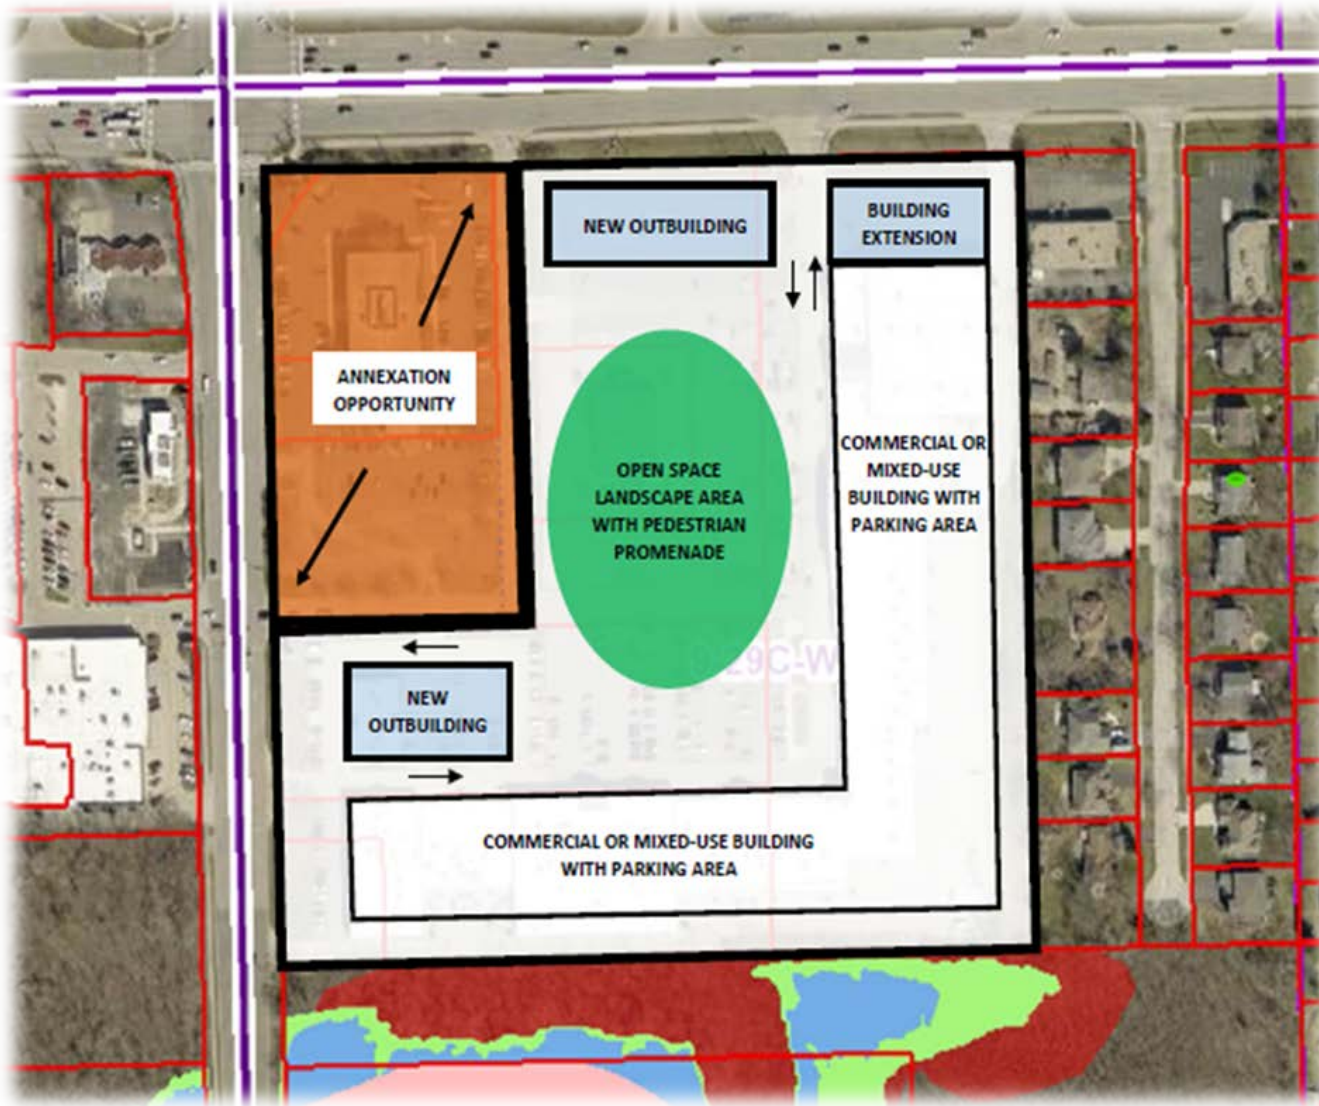 NEW OUTBUILDING
BUILDING
EXTENSION
ANNEXATION
OPPORTUNITY
OPEN SPACE
LANDSCAPE AREA
WITH PEDESTRIAN
PROMENADE
COMMERCIAL OR
MIXED-USE
BUILDING WITH
PARKING AREA
NEW
OUTBUILDING
COMMERCIAL OR MIXED-USE BUILDING
WITH PARKING AREA